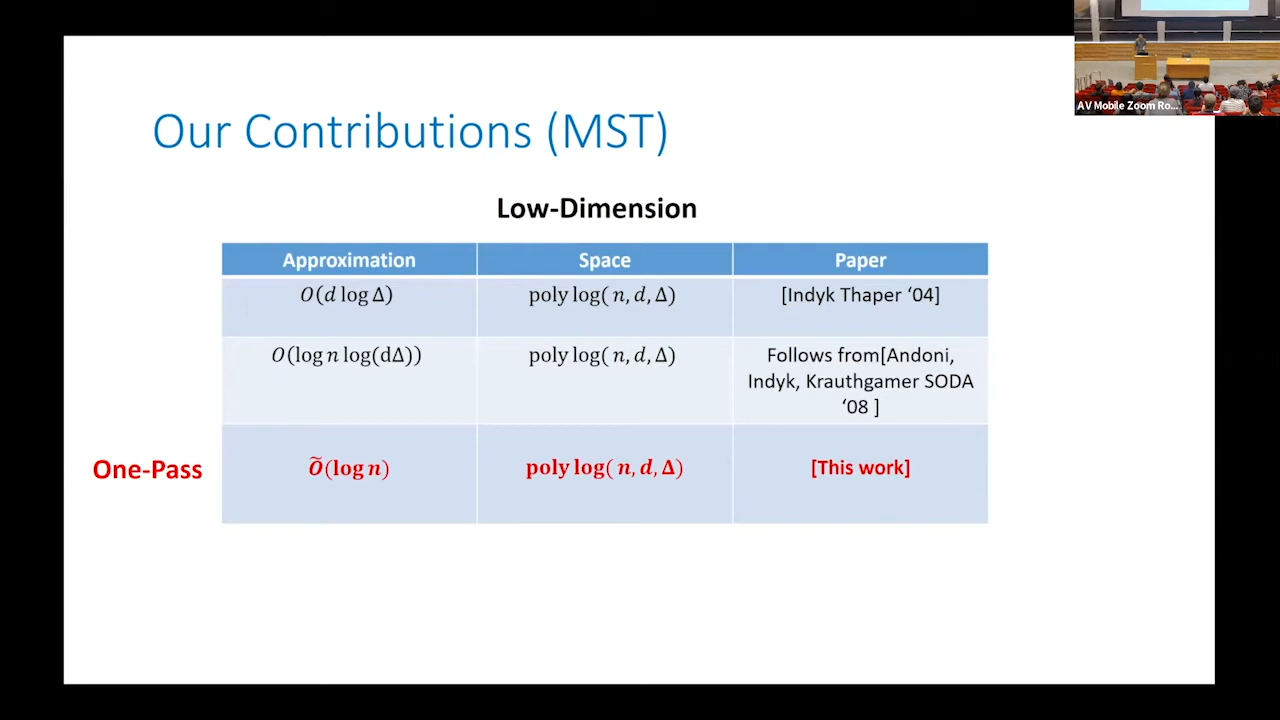 AV Mobile Zoom Ro...
Our Contributions (MST)
Low-Dimension
Approximation Space Paper
O(d log Δ) poly log( n, d, Δ) [Indyk Thaper ‘04]
O(log n log(dΔ)) poly log( n, d, Δ) Follows from[Andoni,
Indyk, Krauthgamer SODA
‘08 ]
One-Pass Õ(log n) poly log( n, d, Δ) [This work]